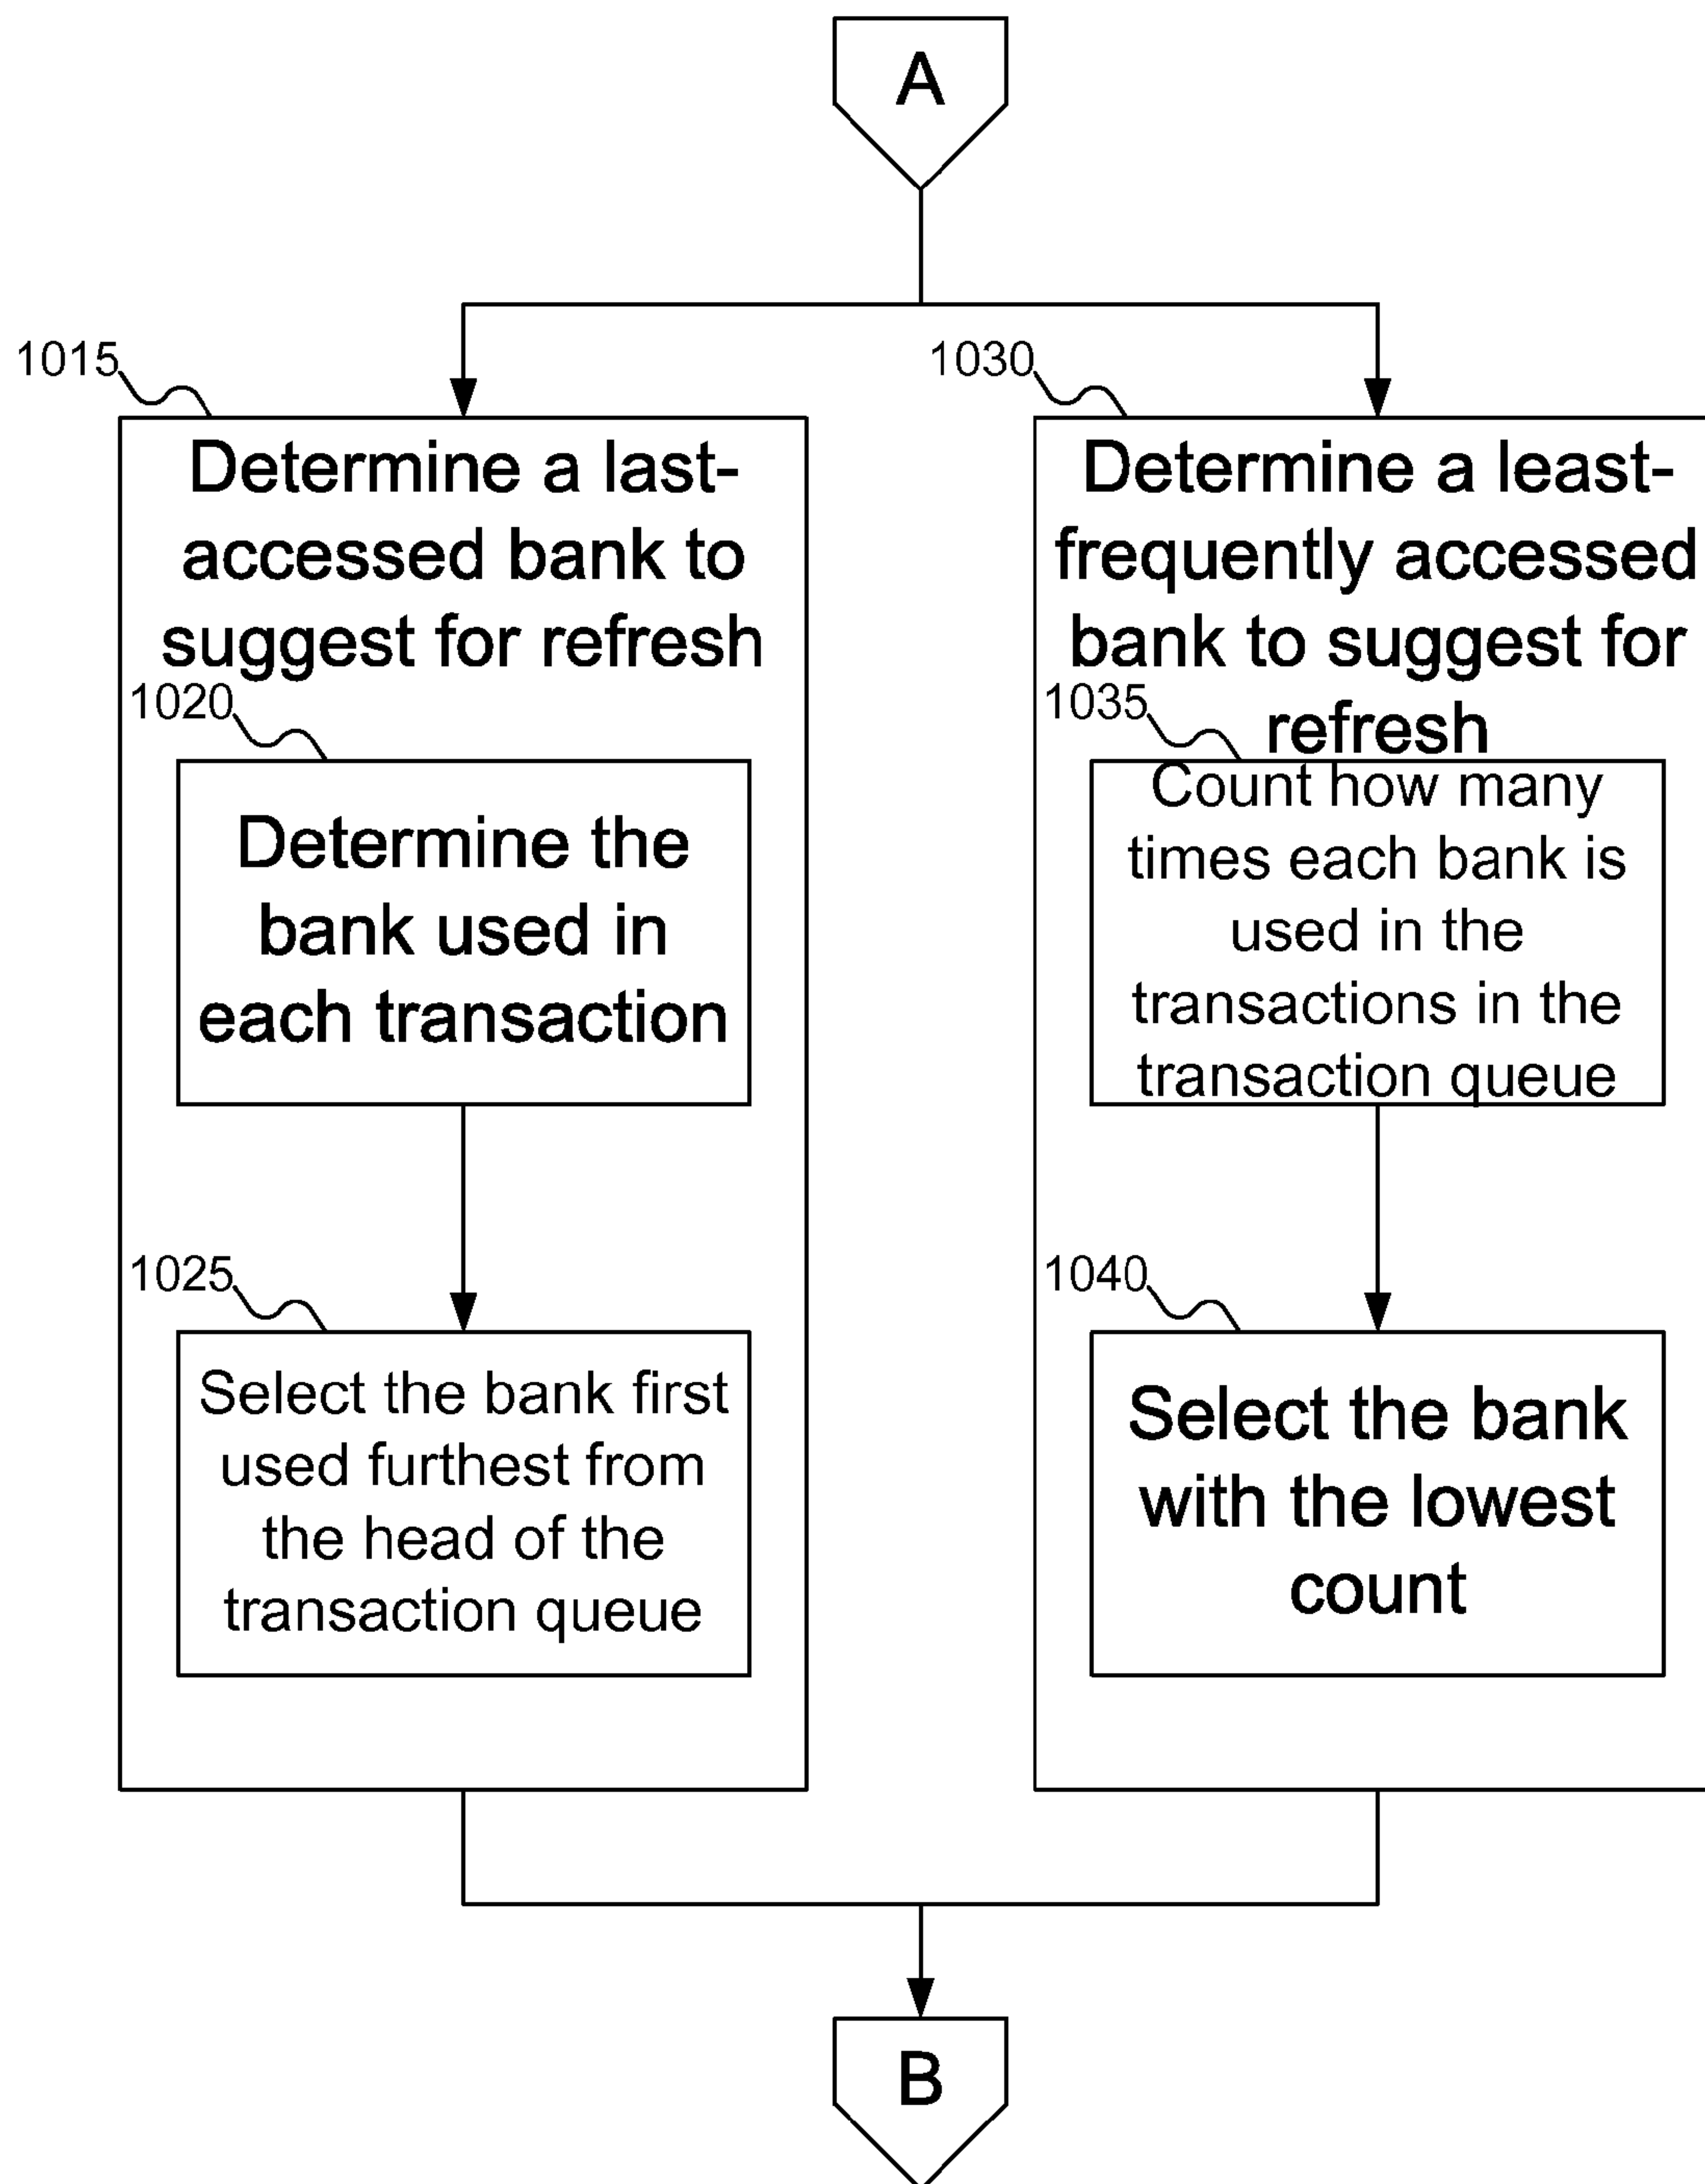 A
1015
Determine a last-
accessed bank to
suggest for refresh
1020
Determine the
bank used in
each transaction
1025
Select the bank first
used furthest from
the head of the
transaction queue
1030
Determine a least-
frequently accessed
bank to suggest for
refresh
1035
Count how many
times each bank is
used in the
transactions in the
transaction queue
1040
Select the bank
with the lowest
count
B